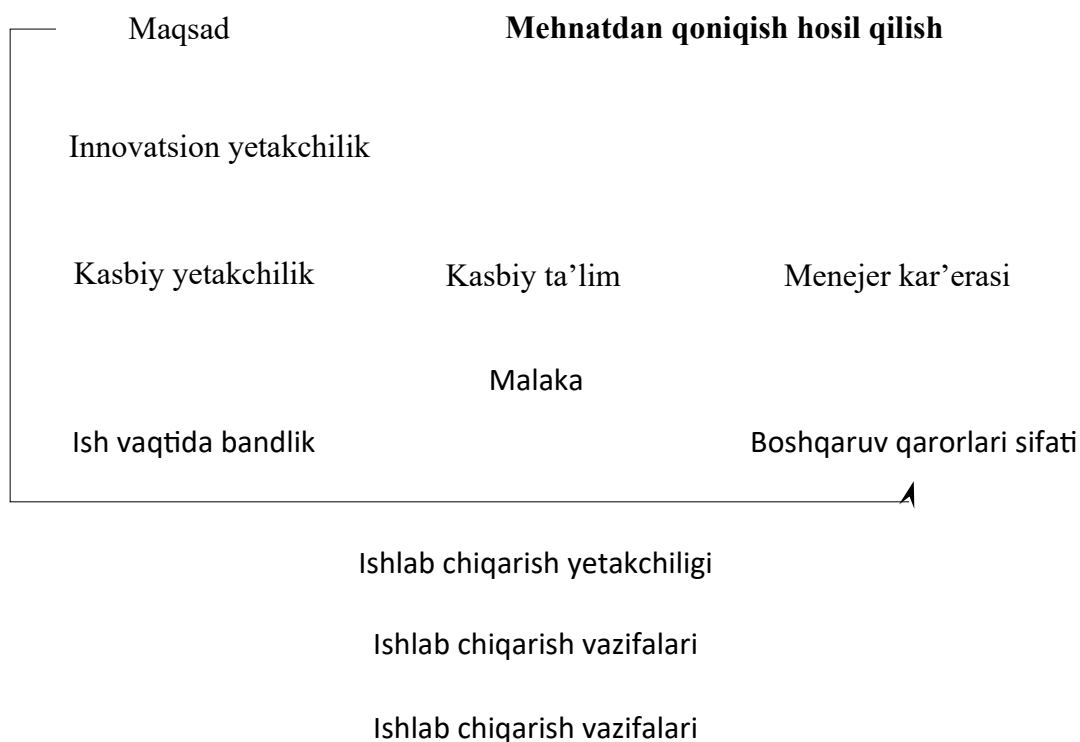 Maqsad
Mehnatdan qoniqish hosil qilish
Innovatsion yetakchilik
Kasbiy yetakchilik
Kasbiy ta’lim
Menejer kar’erasi
Malaka
Ish vaqtida bandlik
Boshqaruv qarorlari sifati
Ishlab chiqarish yetakchiligi
Ishlab chiqarish vazifalari
Ishlab chiqarish vazifalari